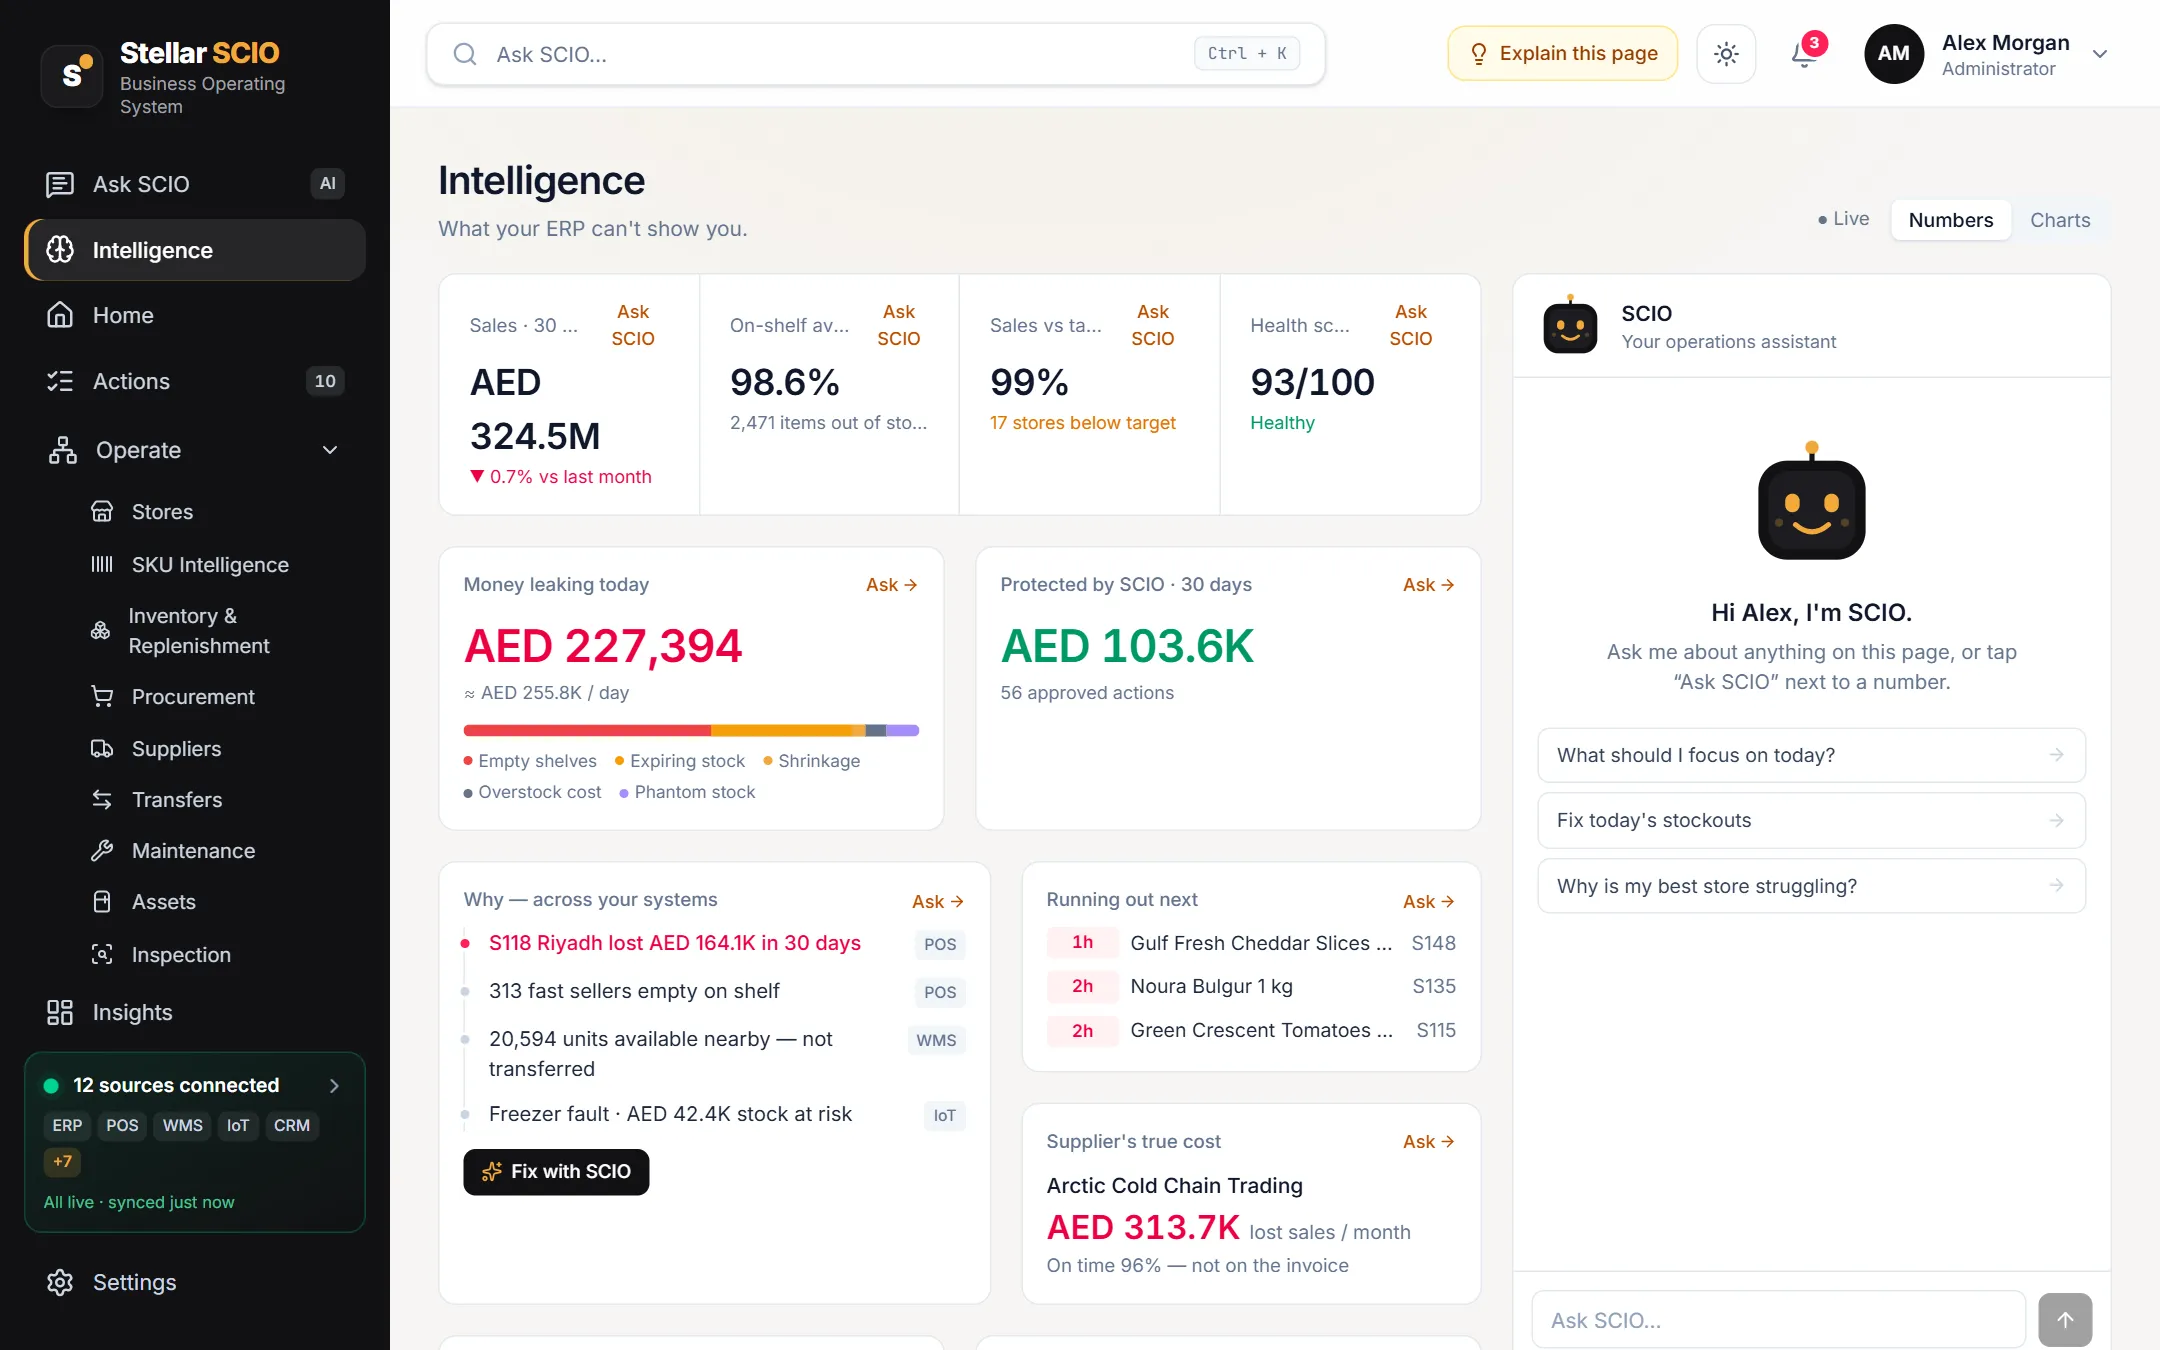 S
Stellar SCIO
Business Operating
System
Ask SCIO
AI
Intelligence
Home
Actions
10
Operate
Stores
SKU Intelligence
Inventory &
Replenishment
Procurement
Suppliers
Transfers
Maintenance
Assets
Inspection
Insights
12 sources connected
ERP POS WMS IoT CRM
+7
All live · synced just now
Settings
Ask SCIO...
Ctrl + K
Explain this page
3
AM
Alex Morgan
Administrator
Intelligence
What your ERP can't show you.
Live
Numbers
Charts
Sales · 30 ...
Ask
SCIO
AED
324.5M
▼ 0.7% vs last month
On-shelf av...
Ask
SCIO
98.6%
2,471 items out of sto...
Sales vs ta...
Ask
SCIO
99%
17 stores below target
Health sc...
Ask
SCIO
93/100
Healthy
Money leaking today
Ask →
AED 227,394
≈ AED 255.8K / day
Empty shelves
Expiring stock
Shrinkage
Overstock cost
Phantom stock
Protected by SCIO · 30 days
Ask →
AED 103.6K
56 approved actions
Why — across your systems
Ask →
S118 Riyadh lost AED 164.1K in 30 days
POS
313 fast sellers empty on shelf
POS
20,594 units available nearby — not
transferred
WMS
Freezer fault · AED 42.4K stock at risk
IoT
Fix with SCIO
Running out next
Ask →
1h Gulf Fresh Cheddar Slices ... S148
2h Noura Bulgur 1 kg S135
2h Green Crescent Tomatoes ... S115
Supplier's true cost
Ask →
Arctic Cold Chain Trading
AED 313.7K lost sales / month
On time 96% — not on the invoice
SCIO
Your operations assistant
Hi Alex, I'm SCIO.
Ask me about anything on this page, or tap
“Ask SCIO” next to a number.
What should I focus on today?
Fix today's stockouts
Why is my best store struggling?
Ask SCIO...